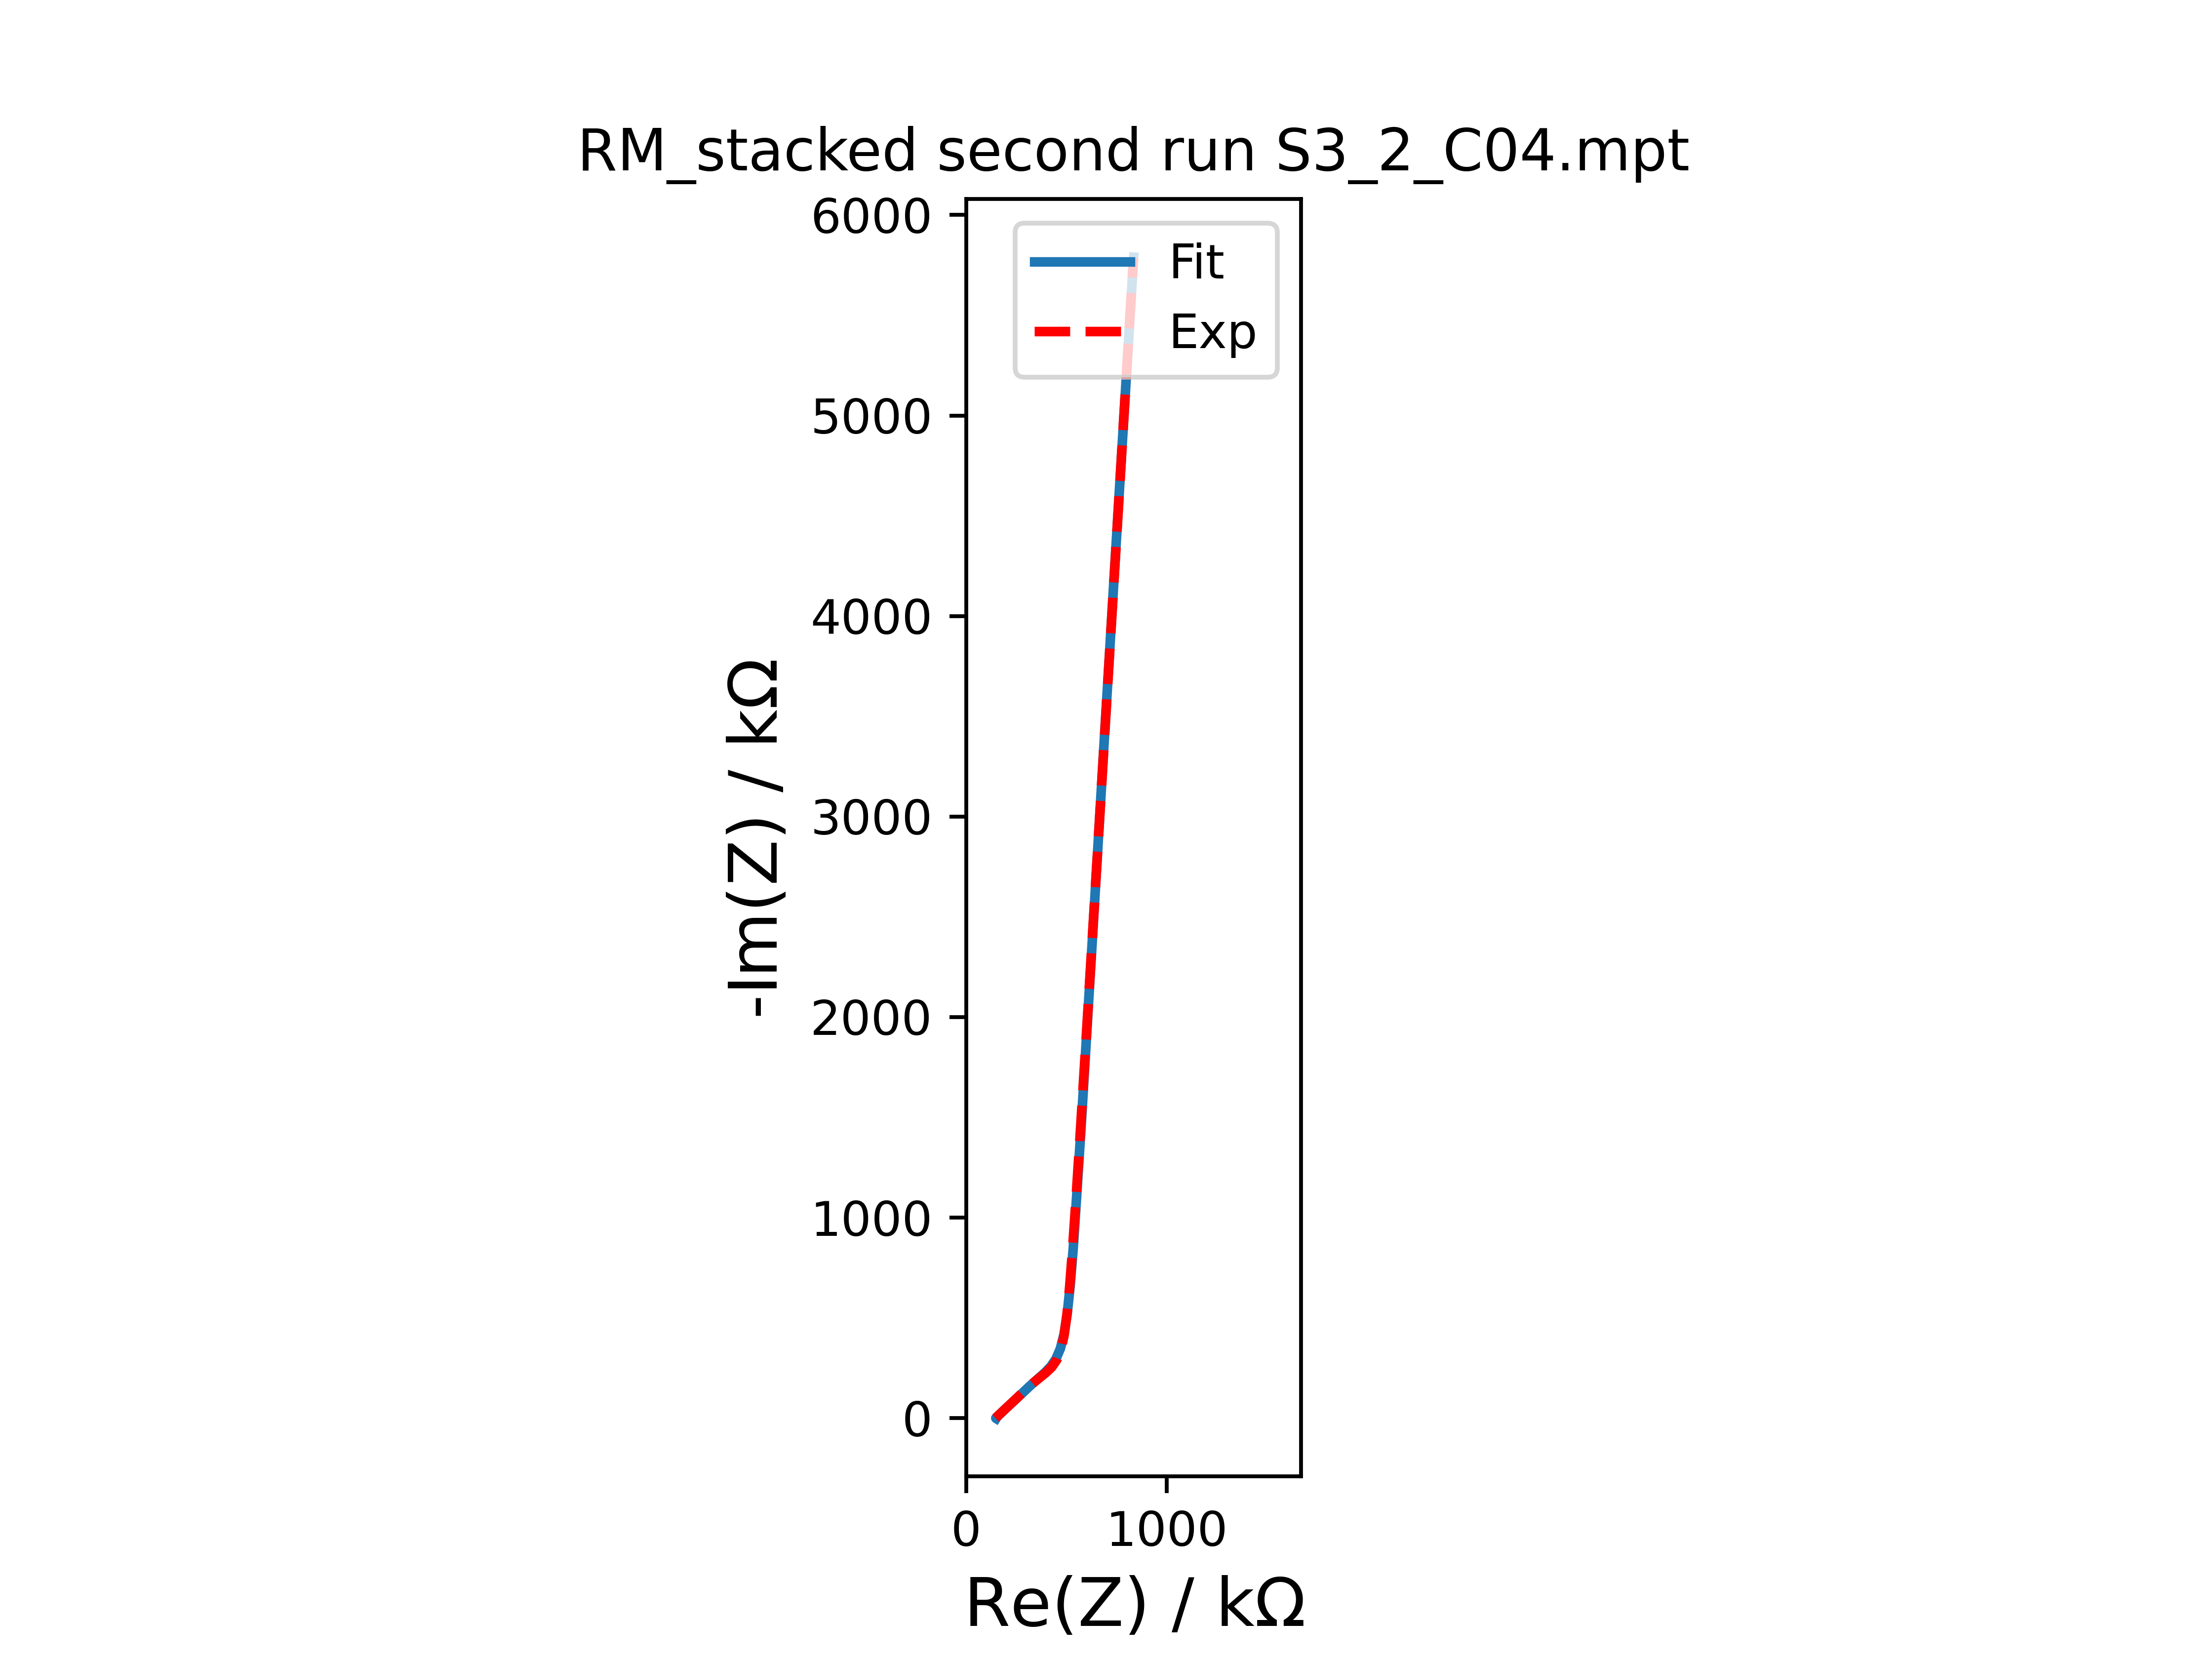 RM_stacked second run S3_2_C04.mpt
Fit
Exp
6000
5000
4000
3000
2000
1000
0
-Im(Z) / kΩ
0 1000
Re(Z) / kΩ